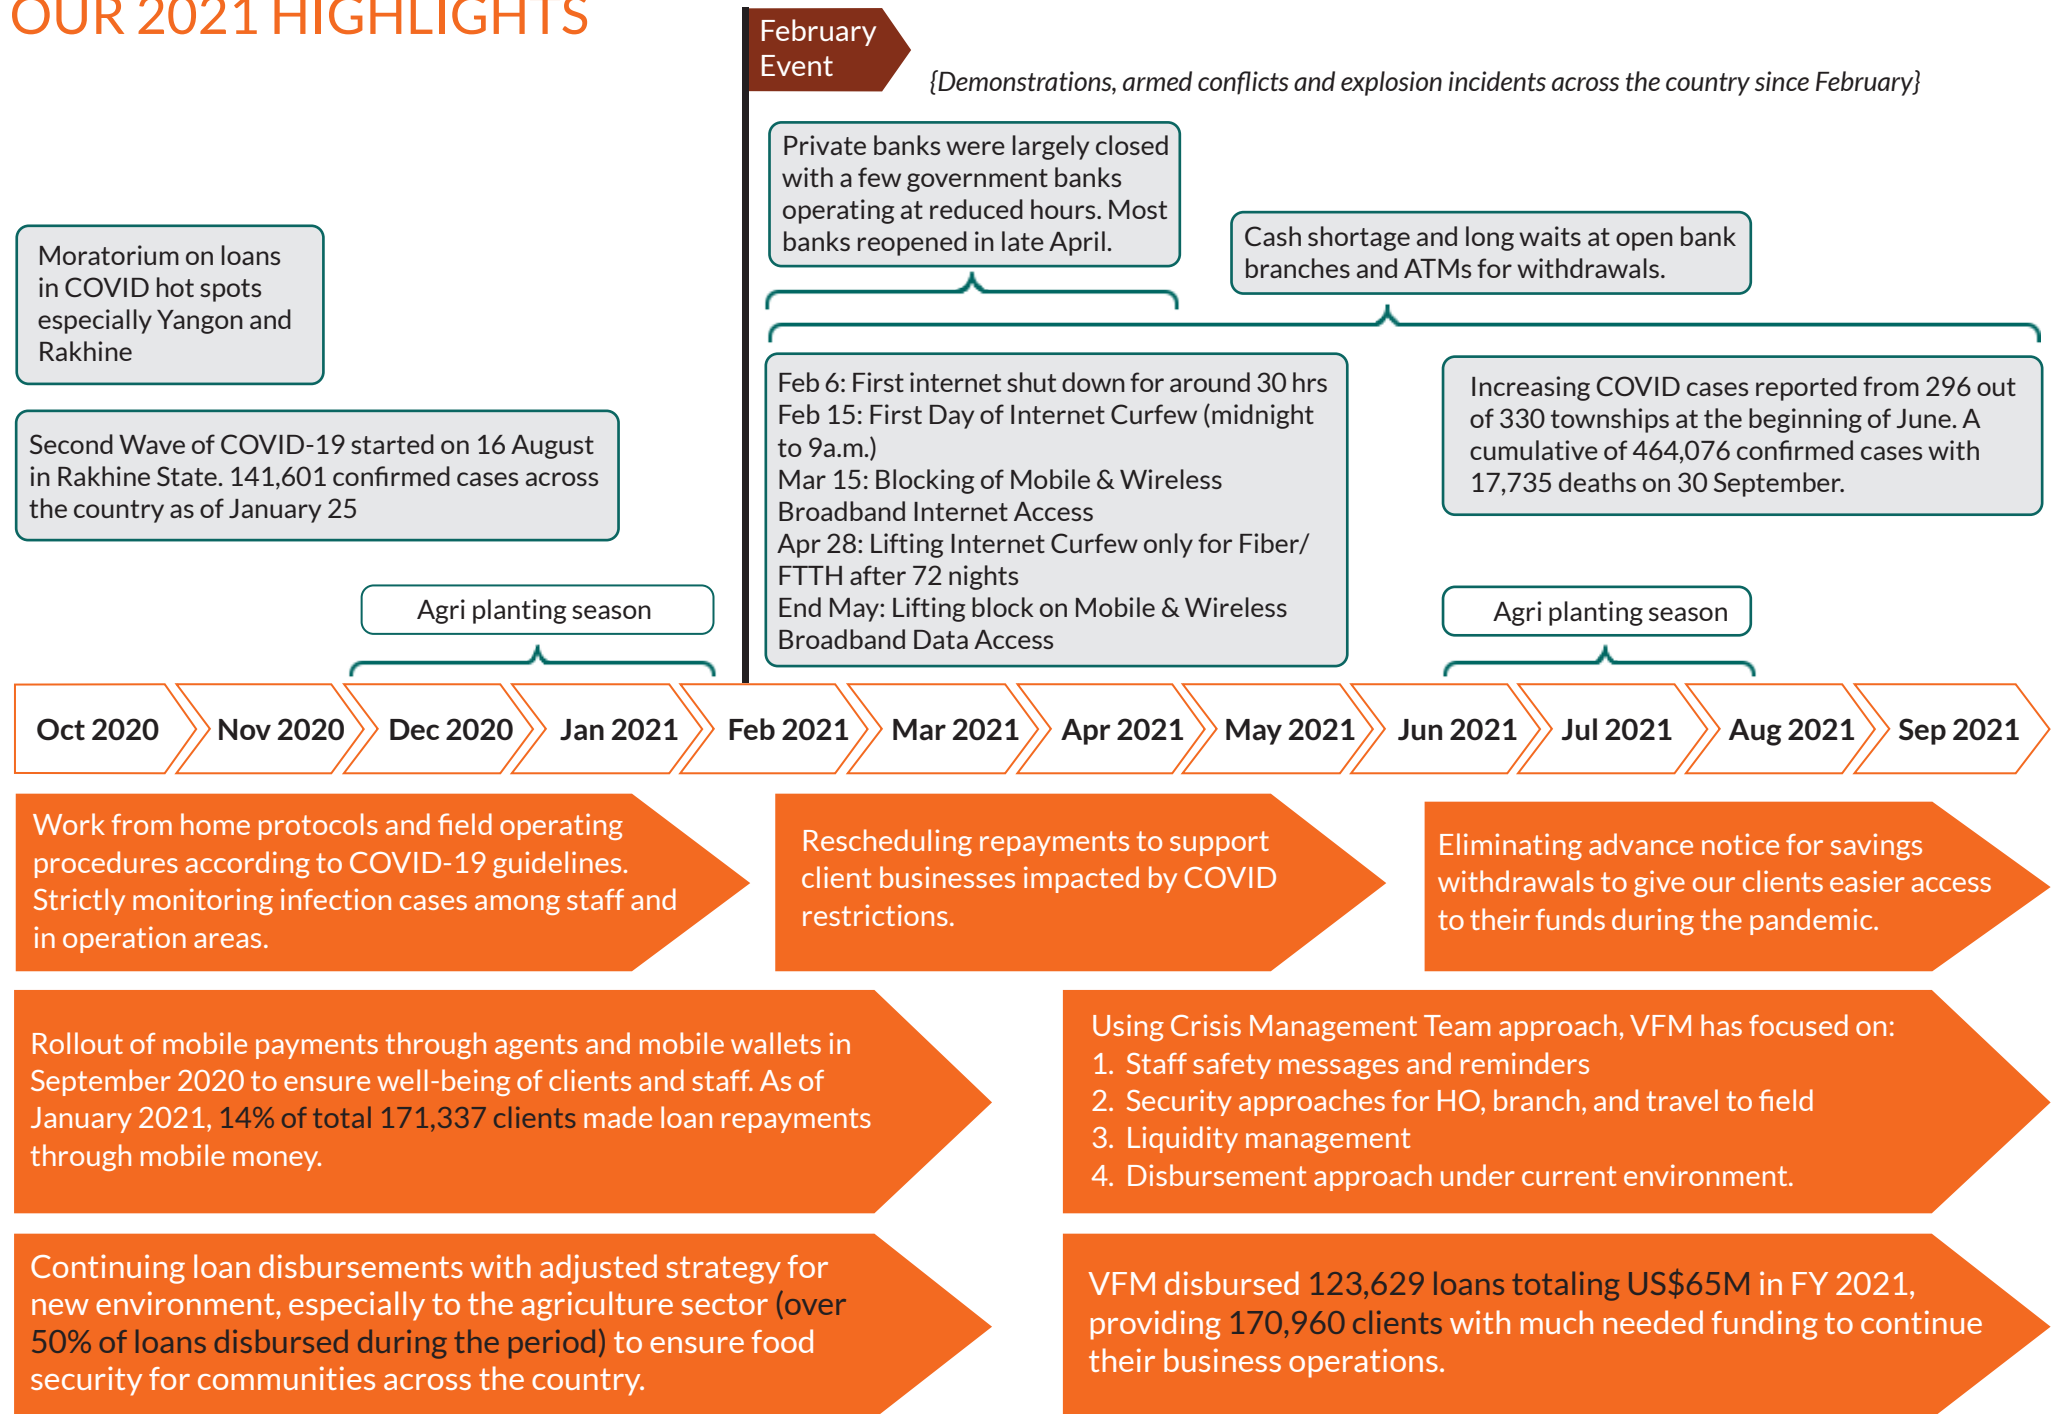 OUR 2021 HIGHLIGHTS
February
Event
{Demonstrations, armed conflicts and explosion incidents across the country since February}
Private banks were largely closed
with a few government banks
operating at reduced hours. Most
banks reopened in late April.
Cash shortage and long waits at open bank
branches and ATMs for withdrawals.
Moratorium on loans
in COVID hot spots
especially Yangon and
Rakhine
Second Wave of COVID-19 started on 16 August
in Rakhine State. 141,601 confirmed cases across
the country as of January 25
Feb 6: First internet shut down for around 30 hrs
Feb 15: First Day of Internet Curfew (midnight
to 9a.m.)
Mar 15: Blocking of Mobile & Wireless
Broadband Internet Access
Apr 28: Lifting Internet Curfew only for Fiber/
FTTH after 72 nights
End May: Lifting block on Mobile & Wireless
Broadband Data Access
Increasing COVID cases reported from 296 out
of 330 townships at the beginning of June. A
cumulative of 464,076 confirmed cases with
17,735 deaths on 30 September.
Agri planting season
Agri planting season
Oct 2020
Nov 2020
Dec 2020
Jan 2021
Feb 2021
Mar 2021
Apr 2021
May 2021
Jun 2021
Jul 2021
Aug 2021
Sep 2021
Work from home protocols and field operating
procedures according to COVID-19 guidelines.
Strictly monitoring infection cases among staff and
in operation areas.
Rescheduling repayments to support
client businesses impacted by COVID
restrictions.
Eliminating advance notice for savings
withdrawals to give our clients easier access
to their funds during the pandemic.
Rollout of mobile payments through agents and mobile wallets in
September 2020 to ensure well-being of clients and staff. As of
January 2021, 14% of total 171,337 clients made loan repayments
through mobile money.
Using Crisis Management Team approach, VFM has focused on:
1. Staff safety messages and reminders
2. Security approaches for HO, branch, and travel to field
3. Liquidity management
4. Disbursement approach under current environment.
Continuing loan disbursements with adjusted strategy for
new environment, especially to the agriculture sector (over
50% of loans disbursed during the period) to ensure food
security for communities across the country.
VFM disbursed 123,629 loans totaling US$65M in FY 2021,
providing 170,960 clients with much needed funding to continue
their business operations.